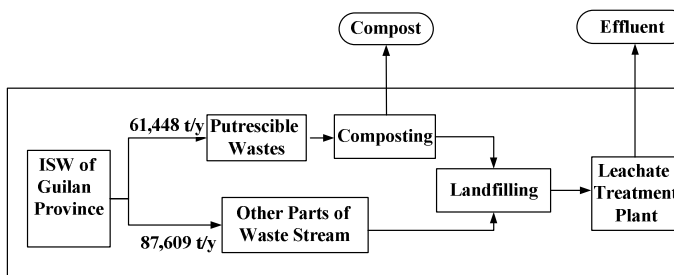 Compost
Effluent
61,448 t/y
Putrescible
Wastes
Composting
ISW of
Guilan
Province
Landfilling
Leachate
Treatment
Plant
Other Parts of
Waste Stream
87,609 t/y